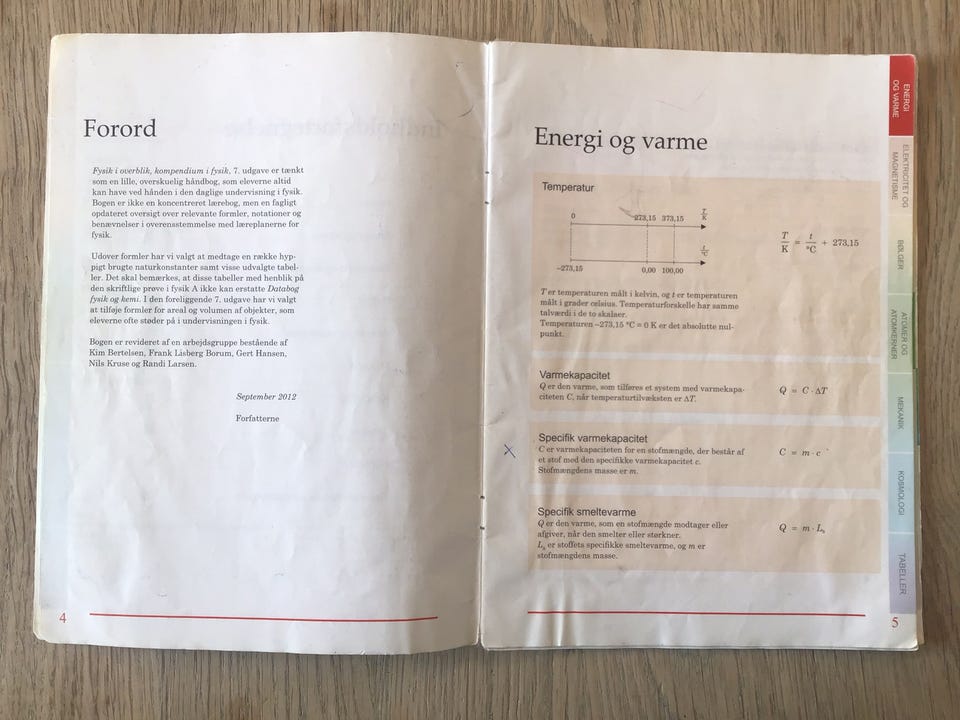 Forord
Fysik i overblik, kompendium i fysik, 7. udgave er tænkt
som en lille, overskuelig håndbog, som eleverne altid
kan have ved hånden i den daglige undervisning i fysik.
Bogen er ikke en koncentreret lærebog, men en fagligt
opdateret oversigt over relevante formler, notationer og
benævnelser i overensstemmelse med læreplanerne for
fysik.
Udover formler har vi valgt at medtage en række hyp-
pigt brugte naturkonstanter samt visse udvalgte tabel-
ler. Det skal bemærkes, at disse tabeller med henblik på
den skriftlige prøve i fysik A ikke kan erstatte Databog
fysik og kemi. I den foreliggende 7. udgave har vi valgt
at tilføje formler for areal og volumen af objekter, som
eleverne ofte støder på i undervisningen i fysik.
Bogen er revideret af en arbejdsgruppe bestående af
Kim Bertelsen, Frank Lisberg Borum, Gert Hansen,
Nils Kruse og Randi Larsen.
September 2012
Forfatterne
4
Energi og varme
Temperatur
0 273,15 373,15 T/K
−273,15 0,00 100,00 t/°C
T/K = t/°C + 273,15
T er temperaturen målt i kelvin, og t er temperaturen
målt i grader celsius. Temperaturforskelle har samme
talværdi i de to skalaer.
Temperaturen −273,15 °C = 0 K er det absolutte nul-
punkt.
Varmekapacitet
Q er den varme, som tilføres et system med varmekapa-
citeten C, når temperaturtilvæksten er ΔT.
Q = C · ΔT
Specifik varmekapacitet
C er varmekapaciteten for en stofmængde, der består af
et stof med den specifikke varmekapacitet c.
Stofmængdens masse er m.
C = m · c
Specifik smeltevarme
Q er den varme, som en stofmængde modtager eller
afgiver, når den smelter eller størkner.
Ls er stoffets specifikke smeltevarme, og m er
stofmængdens masse.
Q = m · Ls
5
ENERGI
OG VARME
ELEKTRICITET OG
MAGNETISME
BØLGER
ATOMER OG
ATOMKERNER
MEKANIK
KOSMOLOGI
TABELLER